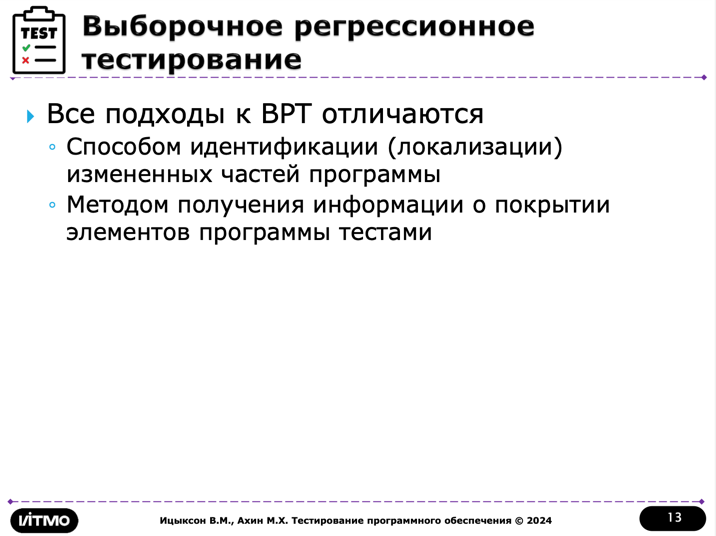 TEST
Выборочное регрессионное
тестирование
Все подходы к ВРТ отличаются
Способом идентификации (локализации)
измененных частей программы
Методом получения информации о покрытии
элементов программы тестами
ИТМО
Ицыксон В.М., Ахин М.Х. Тестирование программного обеспечения © 2024
13